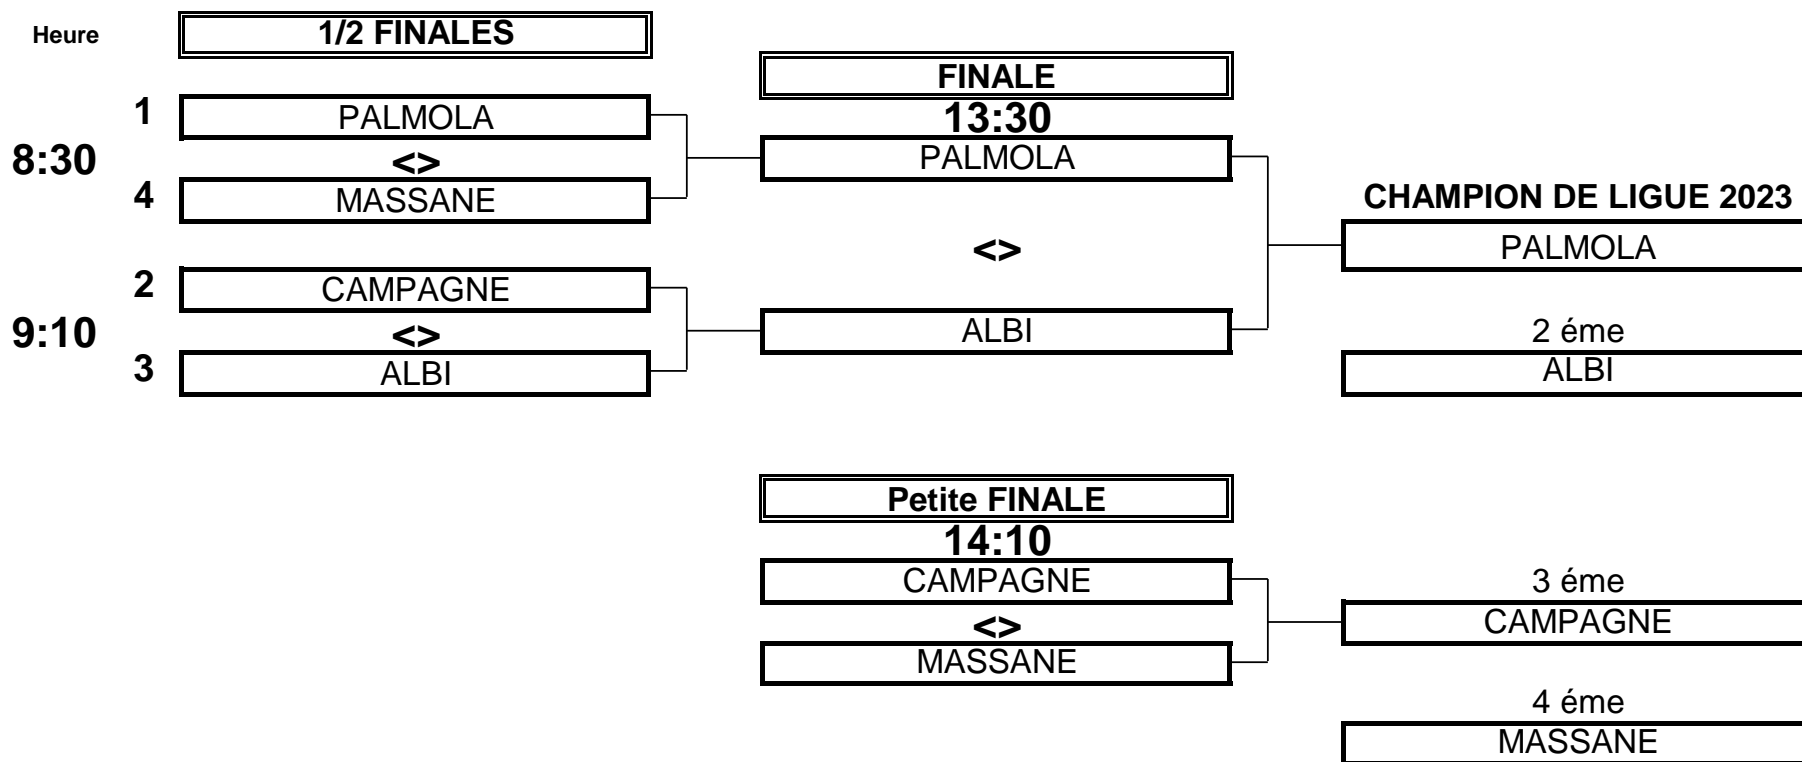 Heure
1/2 FINALES
FINALE
13:30
1
PALMOLA
8:30
<>
PALMOLA
4
MASSANE
CHAMPION DE LIGUE 2023
<>
PALMOLA
2
CAMPAGNE
9:10
<>
ALBI
2 éme
3
ALBI
ALBI
Petite FINALE
14:10
CAMPAGNE
3 éme
<>
CAMPAGNE
MASSANE
4 éme
MASSANE